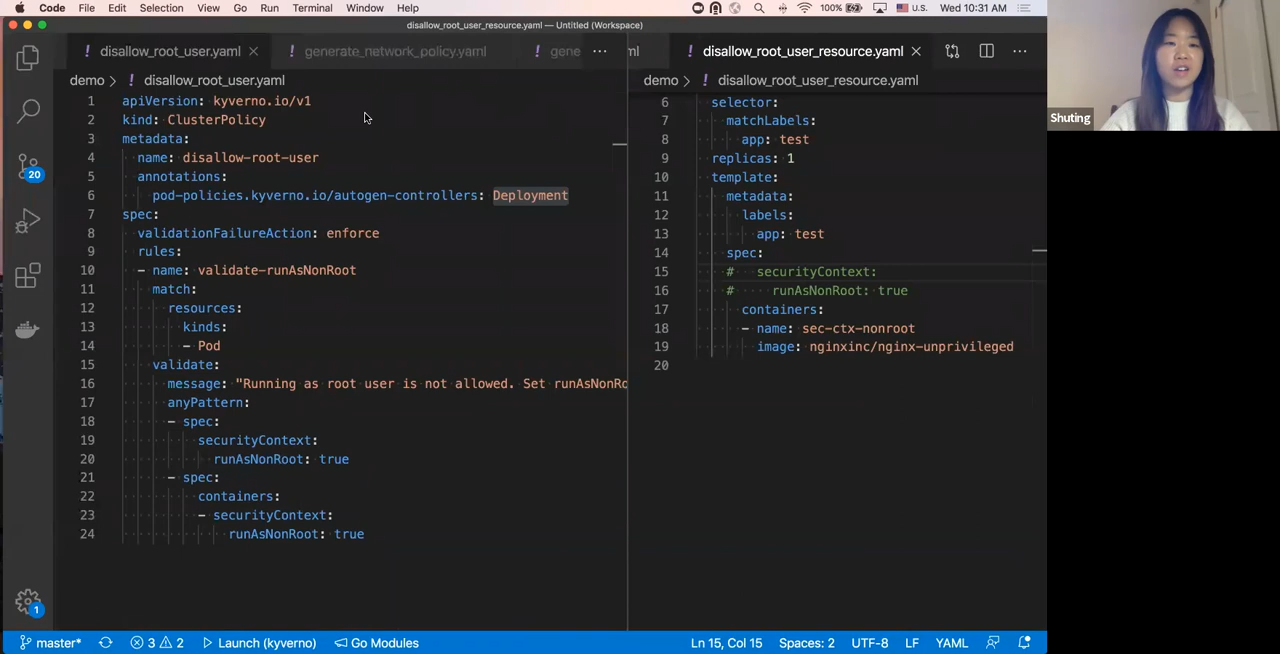 Code File Edit Selection View Go Run Terminal Window Help 100% U.S. Wed 10:31 AM
disallow_root_user.yaml — Untitled (Workspace)
! disallow_root_user.yaml × ! generate_network_policy.yaml ! gene ···
demo > ! disallow_root_user.yaml
1 apiVersion: kyverno.io/v1
2 kind: ClusterPolicy
3 metadata:
4 name: disallow-root-user
5 annotations:
6 pod-policies.kyverno.io/autogen-controllers: Deployment
7 spec:
8 validationFailureAction: enforce
9 rules:
10 - name: validate-runAsNonRoot
11 match:
12 resources:
13 kinds:
14 - Pod
15 validate:
16 message: "Running as root user is not allowed. Set runAsNonRo
17 anyPattern:
18 - spec:
19 securityContext:
20 runAsNonRoot: true
21 - spec:
22 containers:
23 - securityContext:
24 runAsNonRoot: true
ml ! disallow_root_user_resource.yaml × ···
demo > ! disallow_root_user_resource.yaml
6 selector:
7 matchLabels:
8 app: test
9 replicas: 1
10 template:
11 metadata:
12 labels:
13 app: test
14 spec:
15 # securityContext:
16 # runAsNonRoot: true
17 containers:
18 - name: sec-ctx-nonroot
19 image: nginxinc/nginx-unprivileged
20
Shuting
20
1
master* 3 2 Launch (kyverno) Go Modules Ln 15, Col 15 Spaces: 2 UTF-8 LF YAML